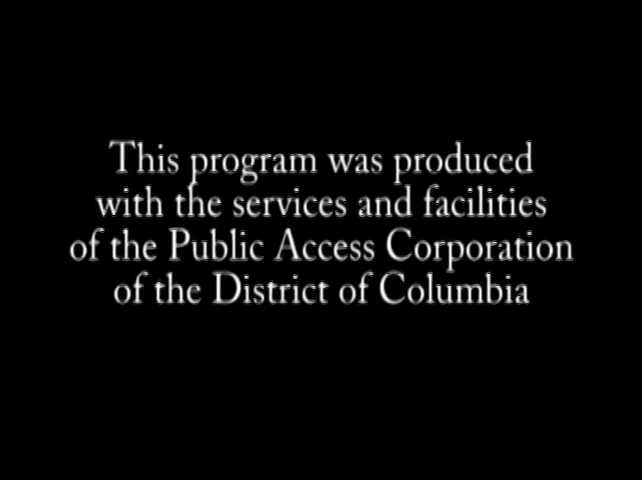 This program was produced
with the services and facilities
of the Public Access Corporation
of the District of Columbia